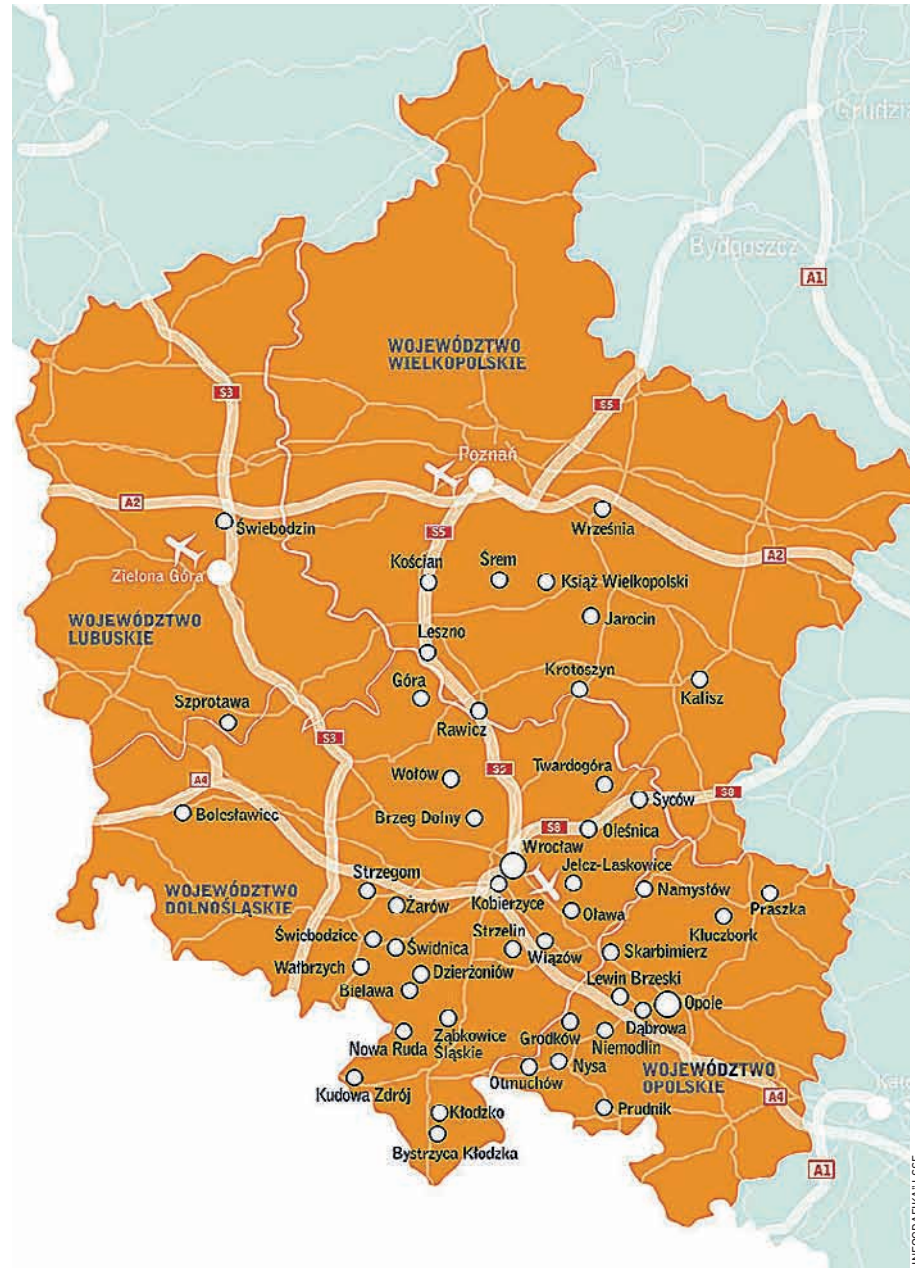 Grudzią
Bydgoszcz
A1
WOJEWÓDZTWO
WIELKOPOLSKIE
S3
S5
Poznań
A2
Świebodzin
Września
S5
A2
Zielona Góra
Kościan
Śrem
Książ Wielkopolski
WOJEWÓDZTWO
LUBUSKIE
Jarocin
Leszno
Krotoszyn
Góra
Kalisz
Szprotawa
Rawicz
S3
S5
Wołów
Twardogóra
A4
Syców
S8
Bolesławiec
Brzeg Dolny
S8
Oleśnica
Wrocław
Jelcz-Laskowice
WOJEWÓDZTWO
DOLNOŚLĄSKIE
Strzegom
Kobierzyce
Namysłów
Żarów
Oława
Praszka
Kluczbork
Świebodzice
Strzelin
Świdnica
Wiązów
Skarbimierz
Wałbrzych
Dzierżoniów
Lewin Brzeski
Bielawa
Opole
Dąbrowa
Nowa Ruda
Ząbkowice
Śląskie
Grodków
Niemodlin
Nysa
WOJEWÓDZTWO
OPOLSKIE
Otmuchów
Kudowa Zdrój
A4
Kato
Kłodzko
Prudnik
Bystrzyca Kłodzka
A1